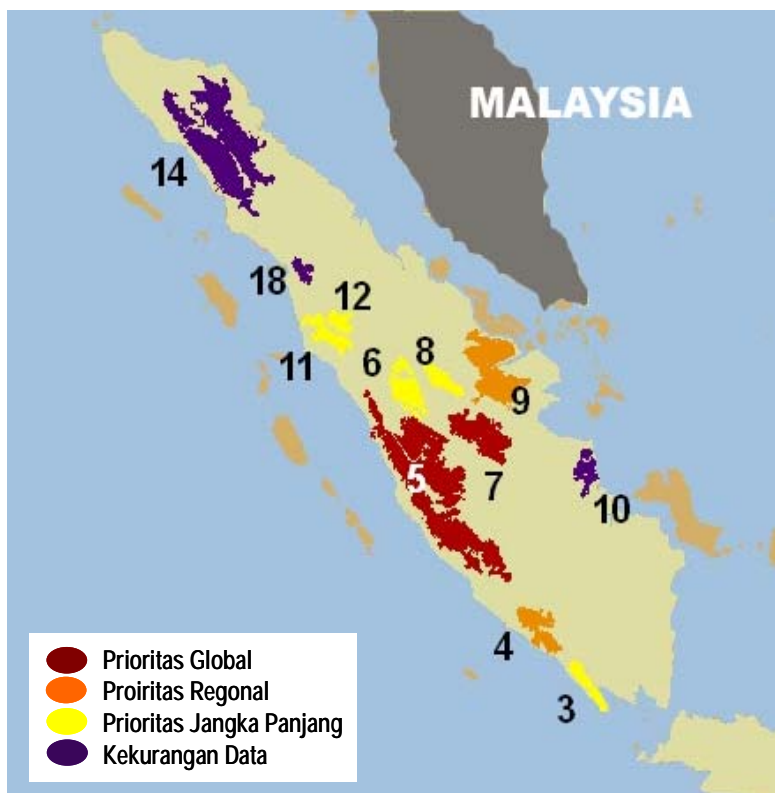 MALAYSIA
14
18
12
11
6
8
9
5
7
10
4
3
Prioritas Global
Proiritas Regonal
Prioritas Jangka Panjang
Kekurangan Data